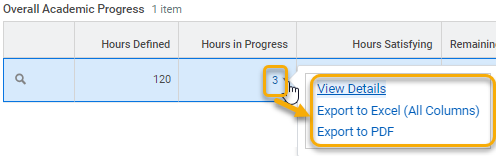 Overall Academic Progress 1 item
Hours Defined Hours in Progress Hours Satisfying Remaining
120 3
View Details
Export to Excel (All Columns)
Export to PDF